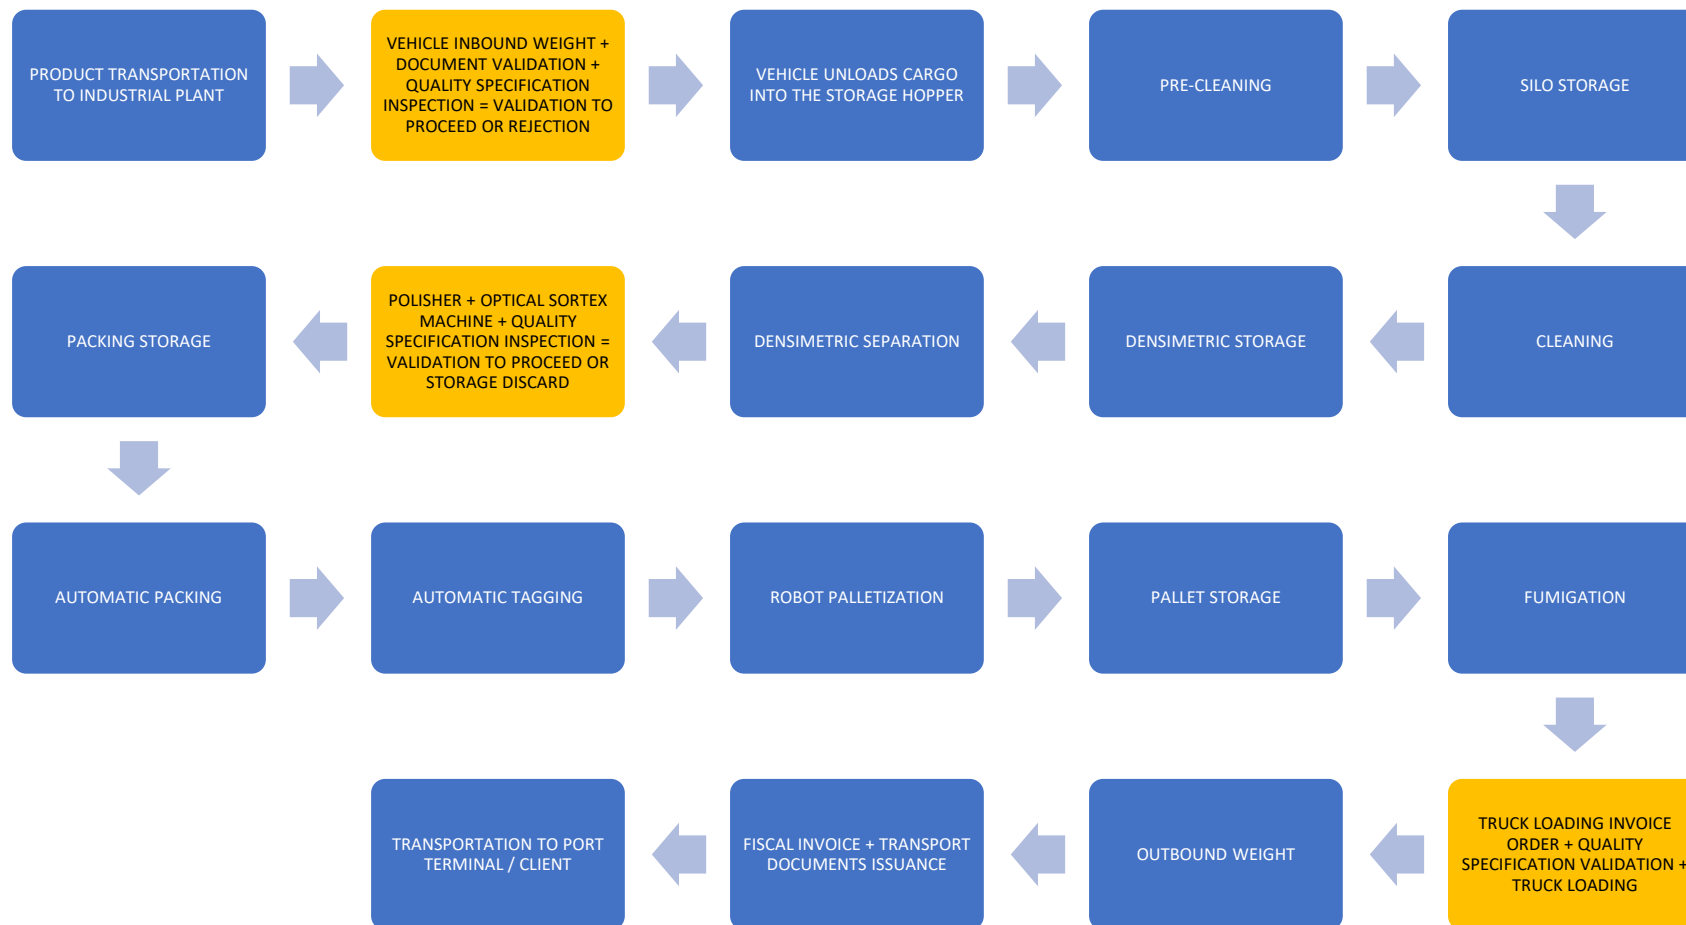 PRODUCT TRANSPORTATION
TO INDUSTRIAL PLANT
VEHICLE INBOUND WEIGHT +
DOCUMENT VALIDATION +
QUALITY SPECIFICATION
INSPECTION = VALIDATION TO
PROCEED OR REJECTION
VEHICLE UNLOADS CARGO
INTO THE STORAGE HOPPER
PRE-CLEANING
SILO STORAGE
CLEANING
DENSIMETRIC STORAGE
DENSIMETRIC SEPARATION
POLISHER + OPTICAL SORTEX
MACHINE + QUALITY
SPECIFICATION INSPECTION =
VALIDATION TO PROCEED OR
STORAGE DISCARD
PACKING STORAGE
AUTOMATIC PACKING
AUTOMATIC TAGGING
ROBOT PALLETIZATION
PALLET STORAGE
FUMIGATION
TRUCK LOADING INVOICE
ORDER + QUALITY
SPECIFICATION VALIDATION +
TRUCK LOADING
OUTBOUND WEIGHT
FISCAL INVOICE + TRANSPORT
DOCUMENTS ISSUANCE
TRANSPORTATION TO PORT
TERMINAL / CLIENT